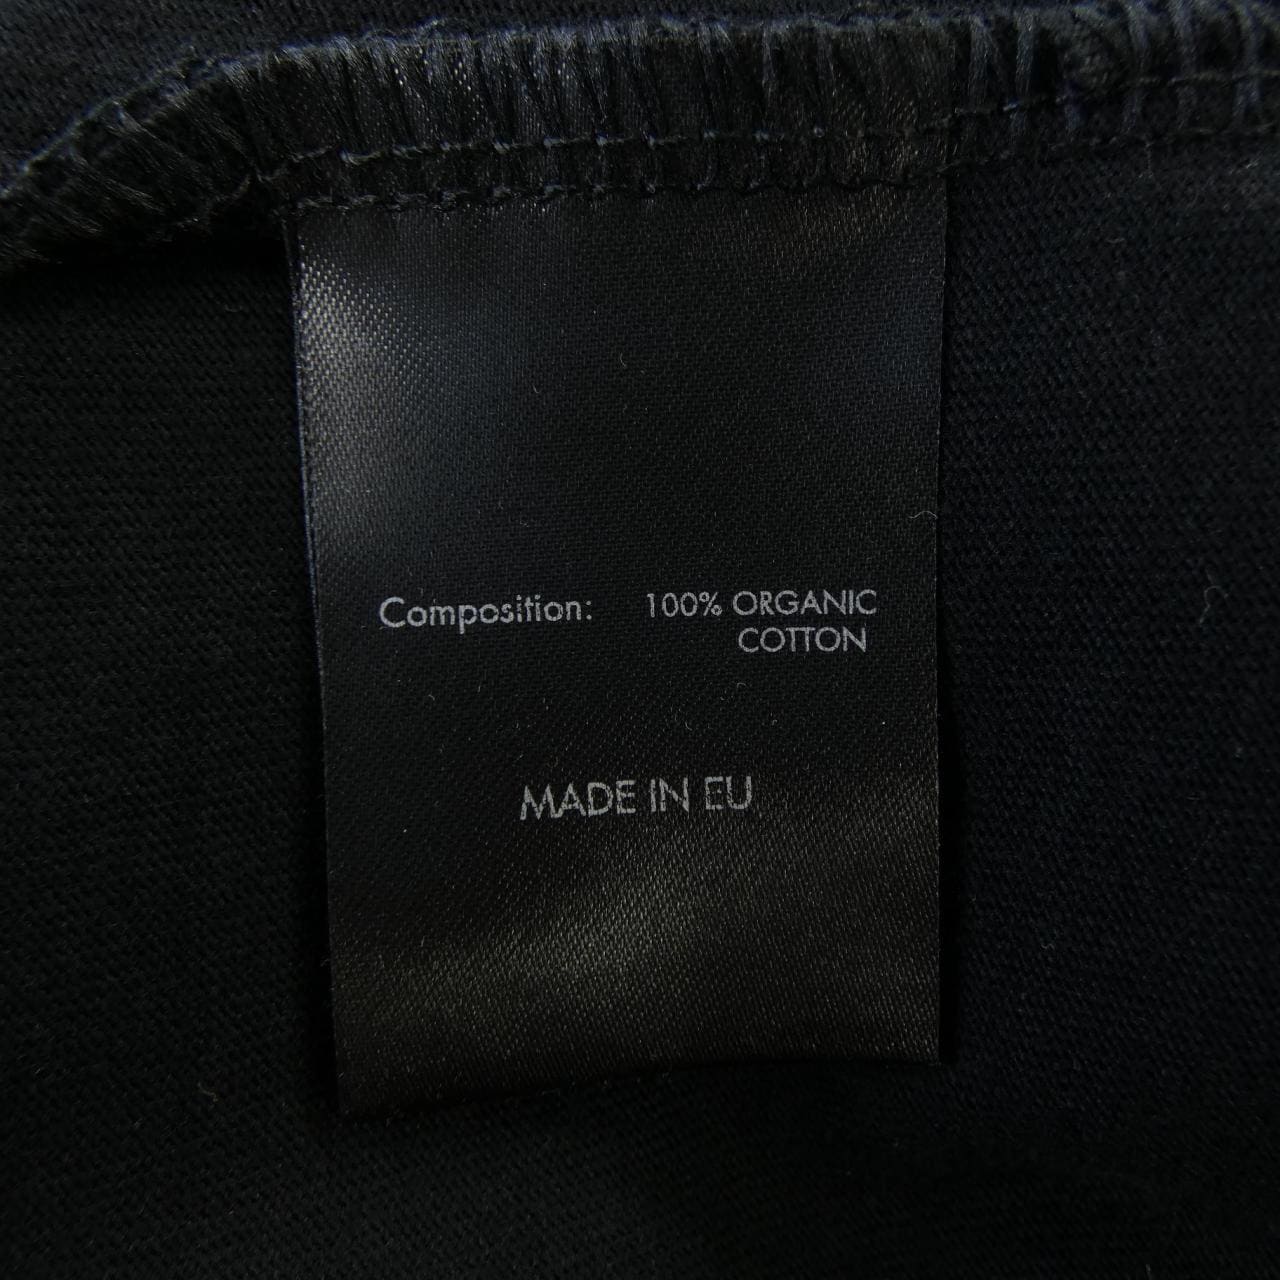 Composition: 100% ORGANIC
COTTON
MADE IN EU